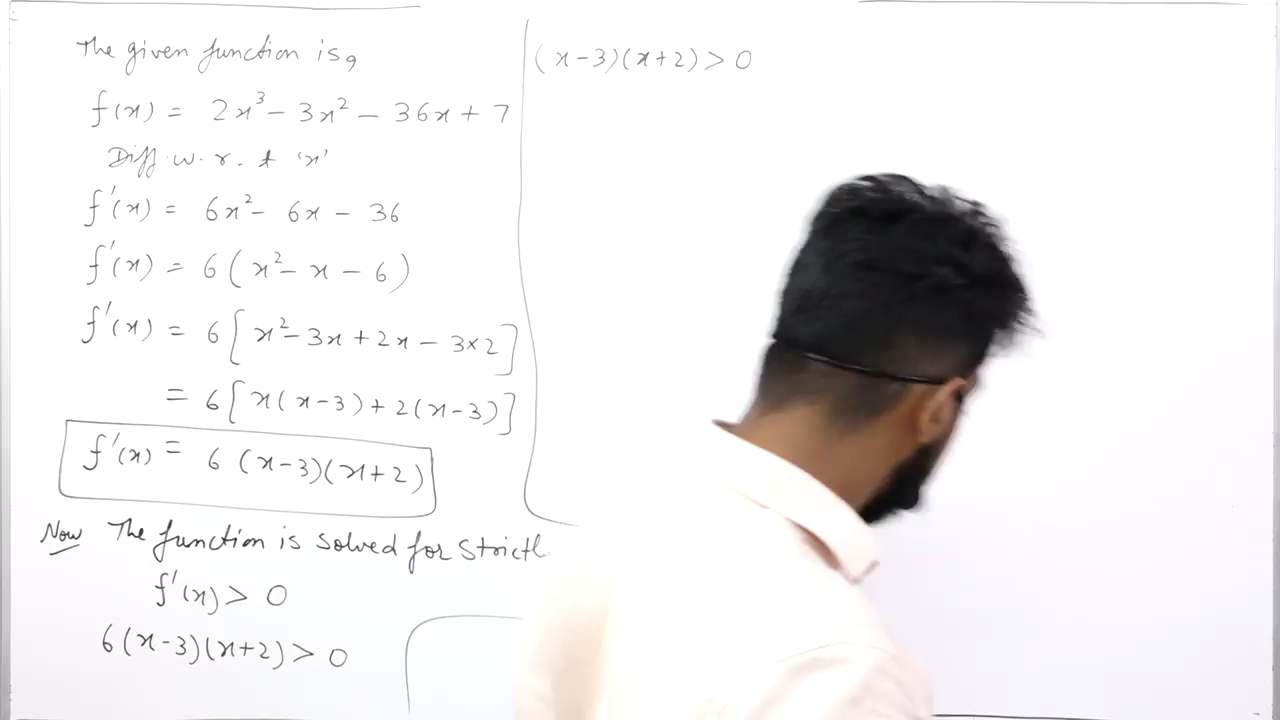 The given function is,
f(x) = 2x³ - 3x² - 36x + 7
Diff w. r. t 'x'
f'(x) = 6x² - 6x - 36
f'(x) = 6(x² - x - 6)
f'(x) = 6[x² - 3x + 2x - 3×2]
= 6[x(x-3) + 2(x-3)]
f'(x) = 6 (x-3)(x+2)
Now The function is solved for strictl
f'(x) > 0
6(x-3)(x+2) > 0
(x-3)(x+2) > 0